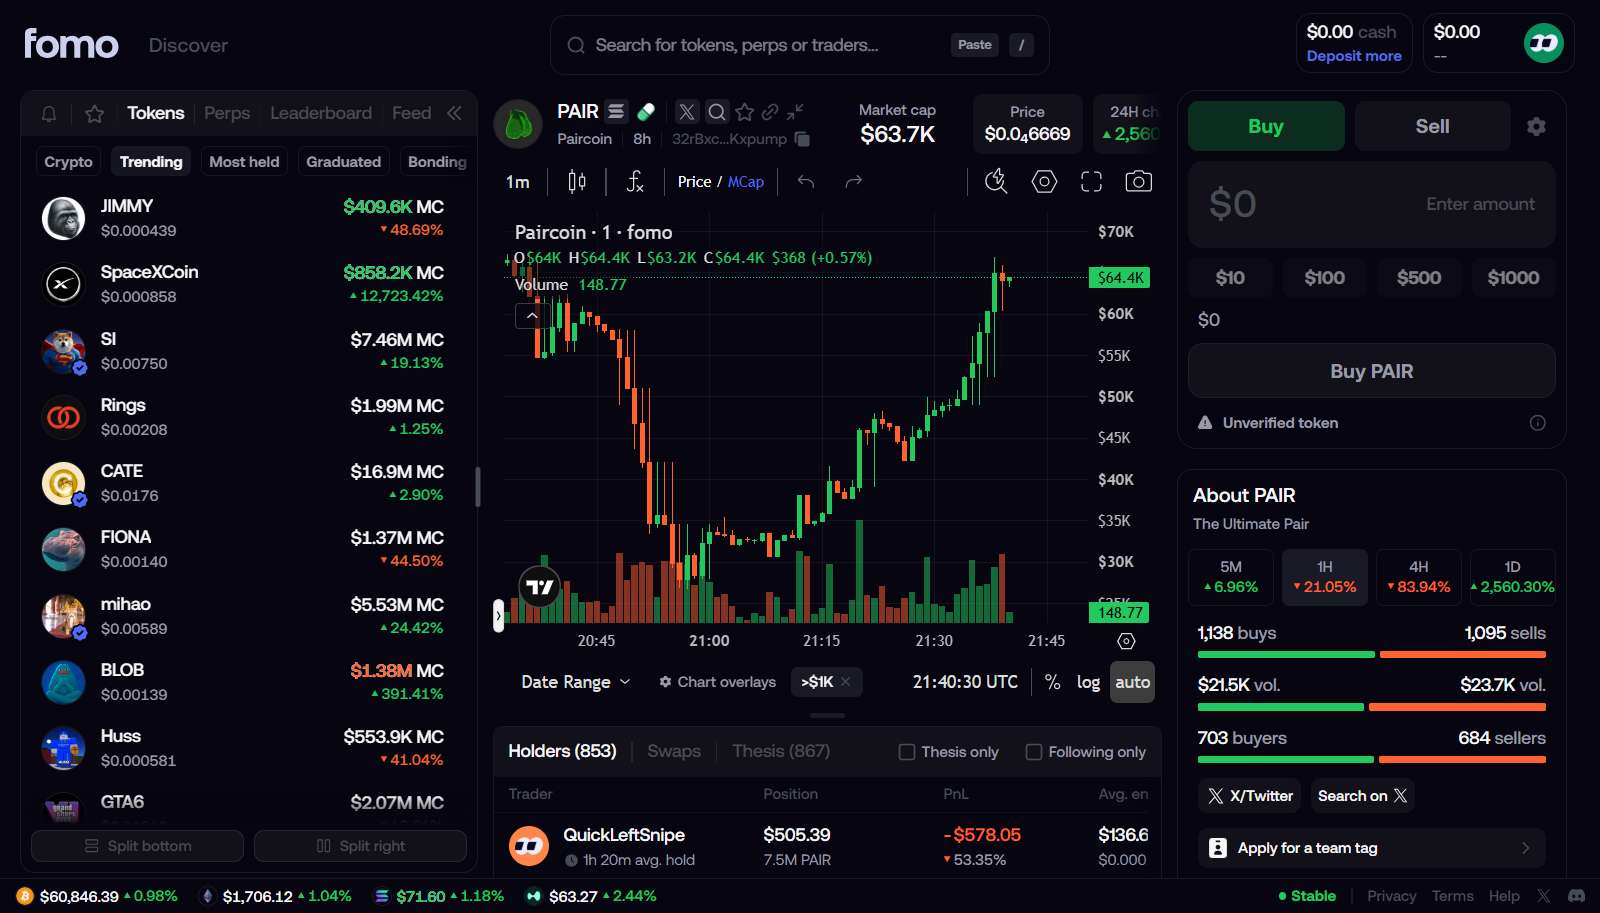 fomo
Discover
Search for tokens, perps or traders...
Paste
/
$0.00 cash
Deposit more
$0.00
--
Tokens
Perps
Leaderboard
Feed
Crypto
Trending
Most held
Graduated
Bonding
JIMMY
$409.6K MC
$0.000439
48.69%
SpaceXCoin
$858.2K MC
$0.000858
12,723.42%
SI
$7.46M MC
$0.00750
19.13%
Rings
$1.99M MC
$0.00208
1.25%
CATE
$16.9M MC
$0.0176
2.90%
FIONA
$1.37M MC
$0.00140
44.50%
mihao
$5.53M MC
$0.00589
24.42%
BLOB
$1.38M MC
$0.00139
391.41%
Huss
$553.9K MC
$0.000581
41.04%
GTA6
$2.07M MC
Split bottom
Split right
PAIR
Paircoin
8h
32rBxc...Kxpump
Market cap
$63.7K
Price
$0.0₄6669
24H ch
2,560
1m
Price / MCap
Paircoin · 1 · fomo
O$64K H$64.4K L$63.2K C$64.4K $368 (+0.57%)
Volume 148.77
$70K
$64.4K
$60K
$55K
$50K
$45K
$40K
$35K
$30K
148.77
20:45
21:00
21:15
21:30
21:45
Date Range
Chart overlays
>$1K
21:40:30 UTC
%
log
auto
Holders (853)
Swaps
Thesis (867)
Thesis only
Following only
Trader
Position
PnL
Avg. en
QuickLeftSnipe
$505.39
-$578.05
$136.6
1h 20m avg. hold
7.5M PAIR
53.35%
$0.000
Buy
Sell
$0
Enter amount
$10
$100
$500
$1000
$0
Buy PAIR
Unverified token
About PAIR
The Ultimate Pair
5M
6.96%
1H
21.05%
4H
83.94%
1D
2,560.30%
1,138 buys
1,095 sells
$21.5K vol.
$23.7K vol.
703 buyers
684 sellers
X/Twitter
Search on X
Apply for a team tag
$60,846.39 0.98%
$1,706.12 1.04%
$71.60 1.18%
$63.27 2.44%
Stable
Privacy
Terms
Help